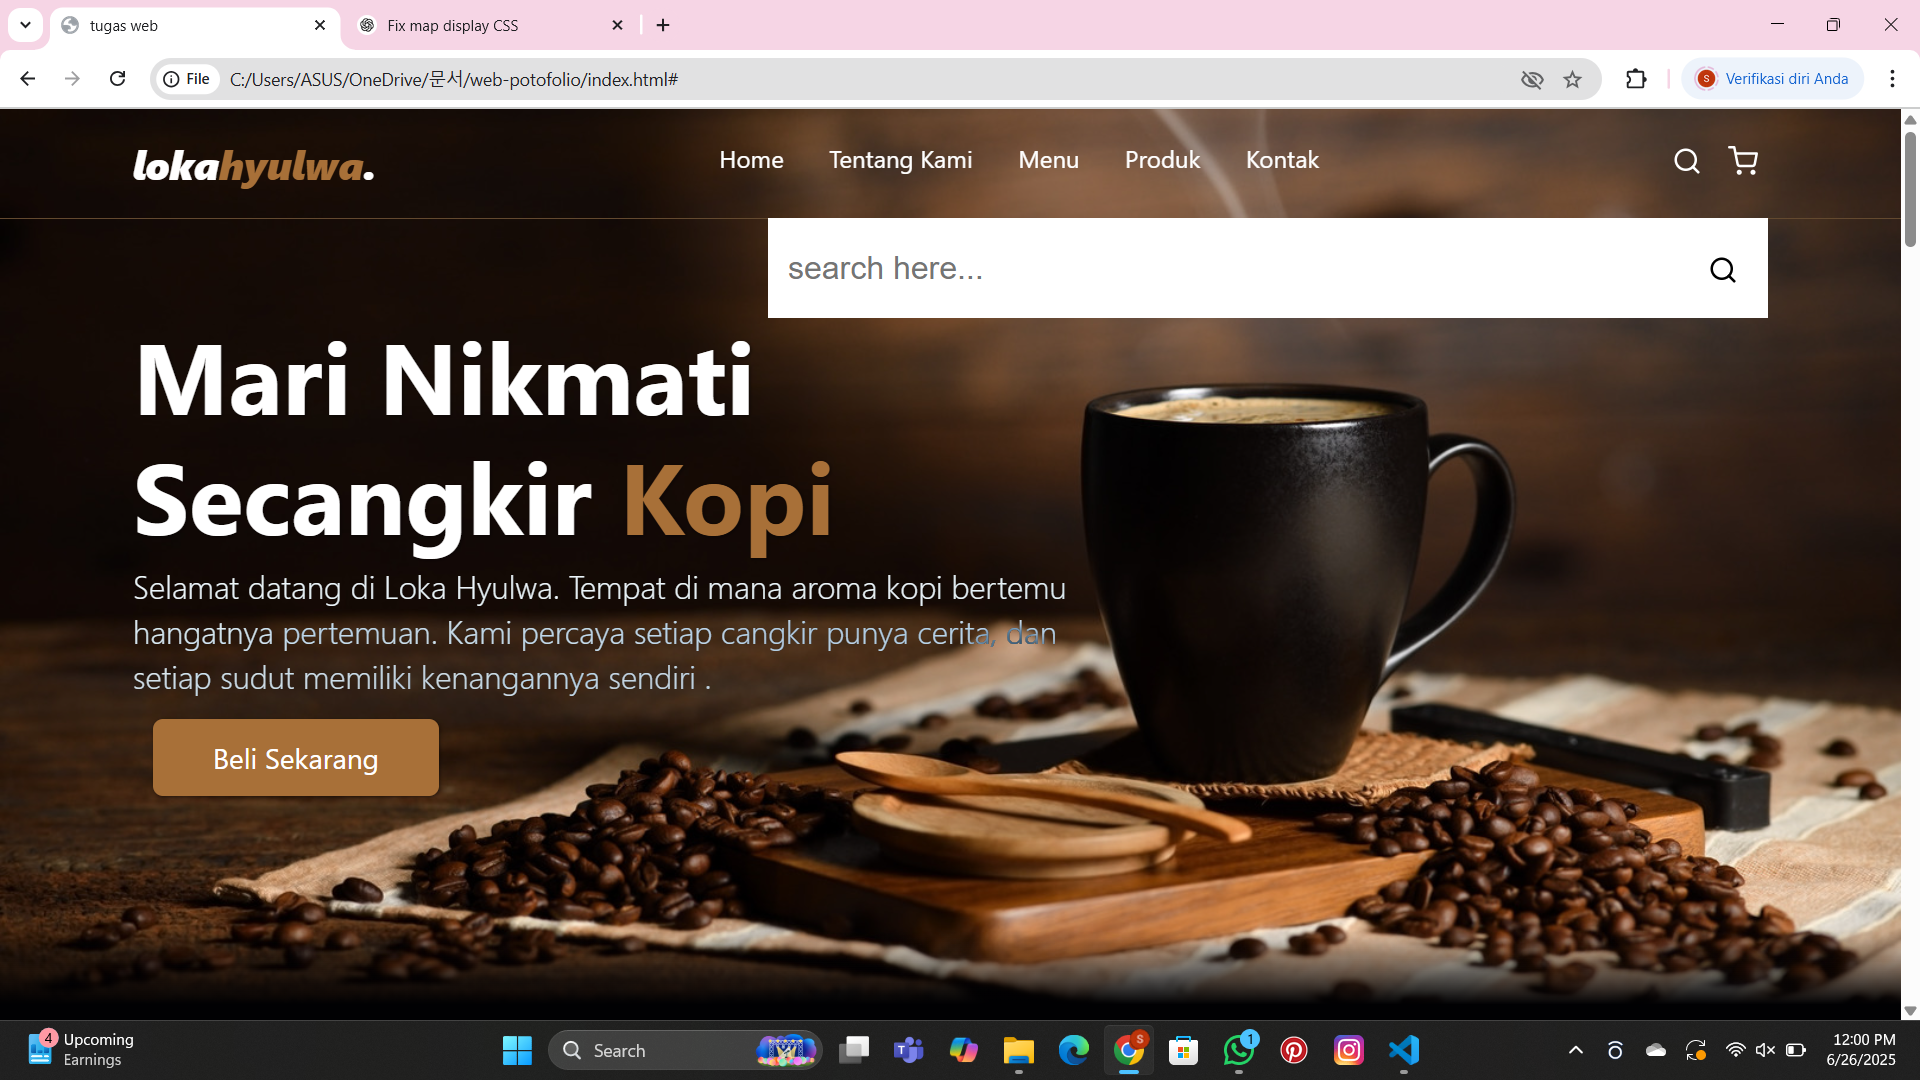 tugas web
Fix map display CSS
File
C:/Users/ASUS/OneDrive/문서/web-potofolio/index.html#
S
Verifikasi diri Anda
lokahyulwa.
Home
Tentang Kami
Menu
Produk
Kontak
search here...
Mari Nikmati
Secangkir Kopi
Selamat datang di Loka Hyulwa. Tempat di mana aroma kopi bertemu
hangatnya pertemuan. Kami percaya setiap cangkir punya cerita, dan
setiap sudut memiliki kenangannya sendiri .
Beli Sekarang
4
Upcoming
Earnings
Search
S
1
12:00 PM
6/26/2025